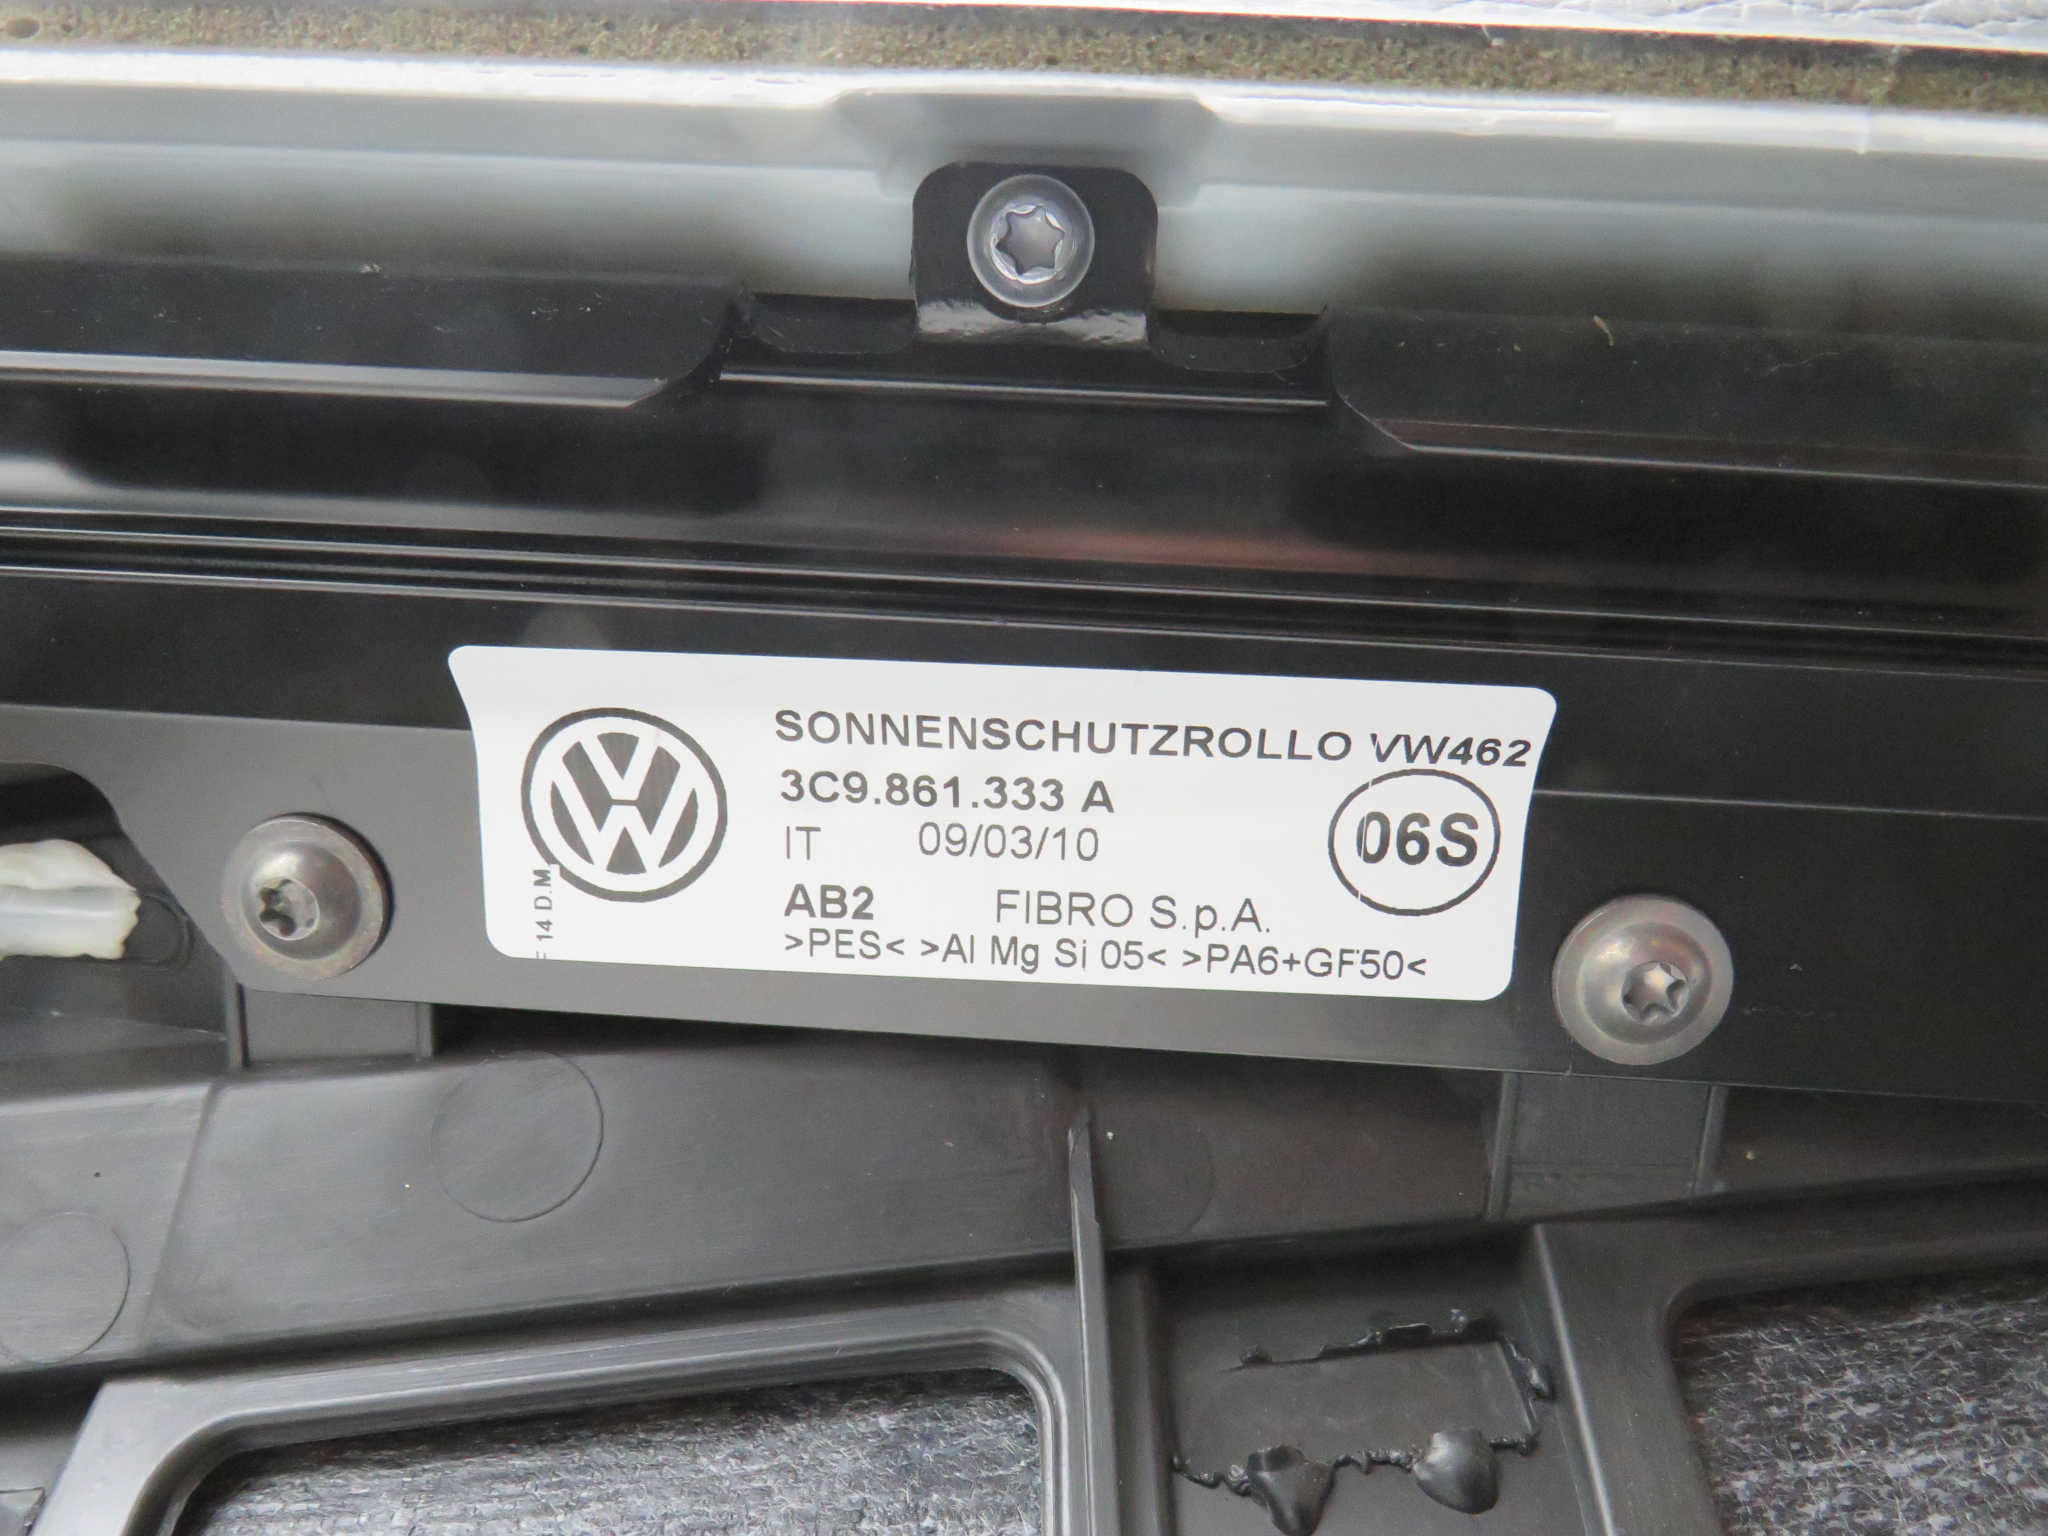 SONNENSCHUTZROLLO VW462
3C9.861.333 A
IT 09/03/10
06S
AB2 FIBRO S.p.A.
>PES< >Al Mg Si 05< >PA6+GF50<
F 14 D.M